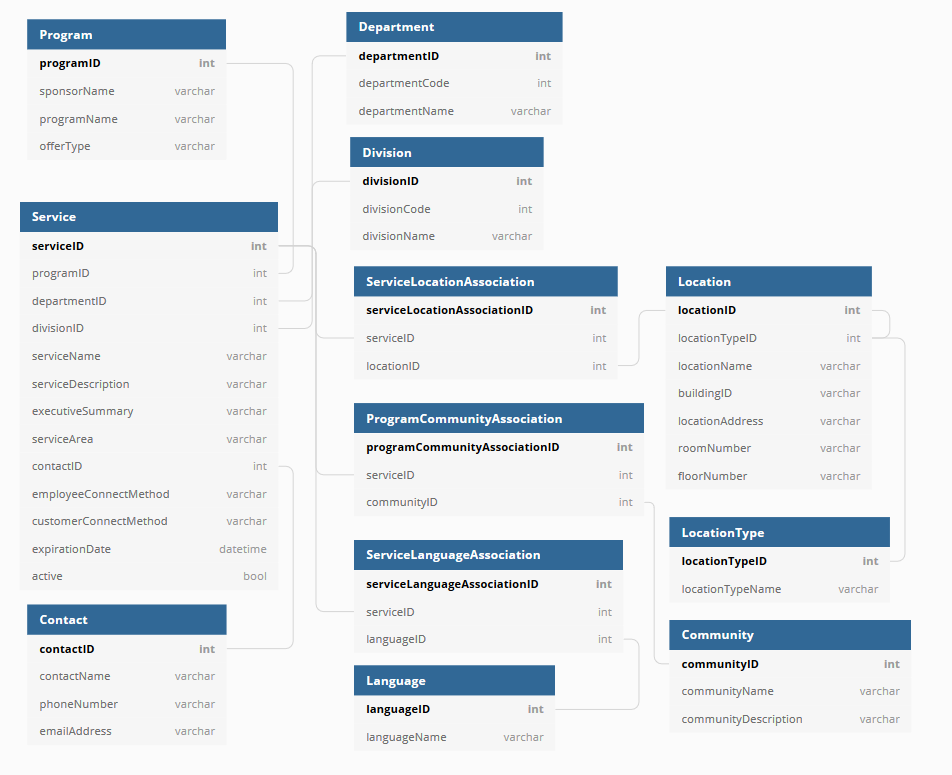 Program
programID int
sponsorName varchar
programName varchar
offerType varchar
Service
serviceID int
programID int
departmentID int
divisionID int
serviceName varchar
serviceDescription varchar
executiveSummary varchar
serviceArea varchar
contactID int
employeeConnectMethod varchar
customerConnectMethod varchar
expirationDate datetime
active bool
Contact
contactID int
contactName varchar
phoneNumber varchar
emailAddress varchar
Department
departmentID int
departmentCode int
departmentName varchar
Division
divisionID int
divisionCode int
divisionName varchar
ServiceLocationAssociation
serviceLocationAssociationID int
serviceID int
locationID int
ProgramCommunityAssociation
programCommunityAssociationID int
serviceID int
communityID int
ServiceLanguageAssociation
serviceLanguageAssociationID int
serviceID int
languageID int
Language
languageID int
languageName varchar
Location
locationID int
locationTypeID int
locationName varchar
buildingID varchar
locationAddress varchar
roomNumber varchar
floorNumber varchar
LocationType
locationTypeID int
locationTypeName varchar
Community
communityID int
communityName varchar
communityDescription varchar